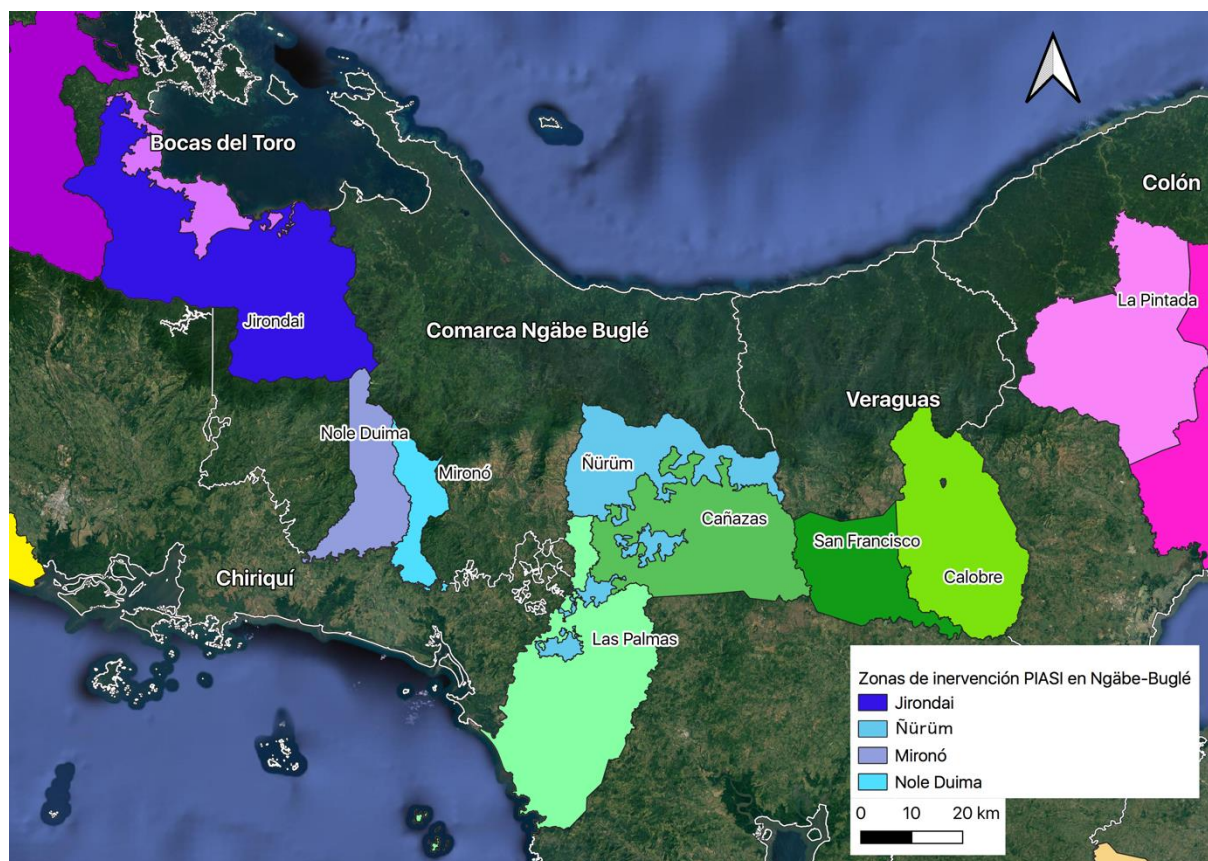 Bocas del Toro
Colón
La Pintada
Jirondai
Comarca Ngäbe Buglé
Veraguas
Nole Duima
Ñürüm
Mironó
Cañazas
San Francisco
Chiriquí
Calobre
Las Palmas
Zonas de inervención PIASI en Ngäbe-Buglé
Jirondai
Ñürüm
Mironó
Nole Duima
0 10 20 km